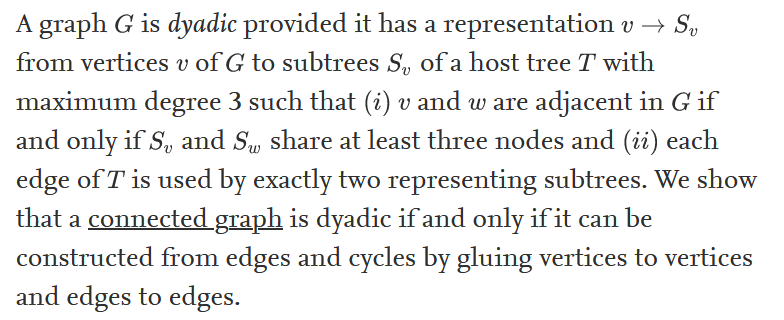 A graph G is dyadic provided it has a representation v → Sᵥ
from vertices v of G to subtrees Sᵥ of a host tree T with
maximum degree 3 such that (i) v and w are adjacent in G if
and only if Sᵥ and S_w share at least three nodes and (ii) each
edge of T is used by exactly two representing subtrees. We show
that a connected graph is dyadic if and only if it can be
constructed from edges and cycles by gluing vertices to vertices
and edges to edges.